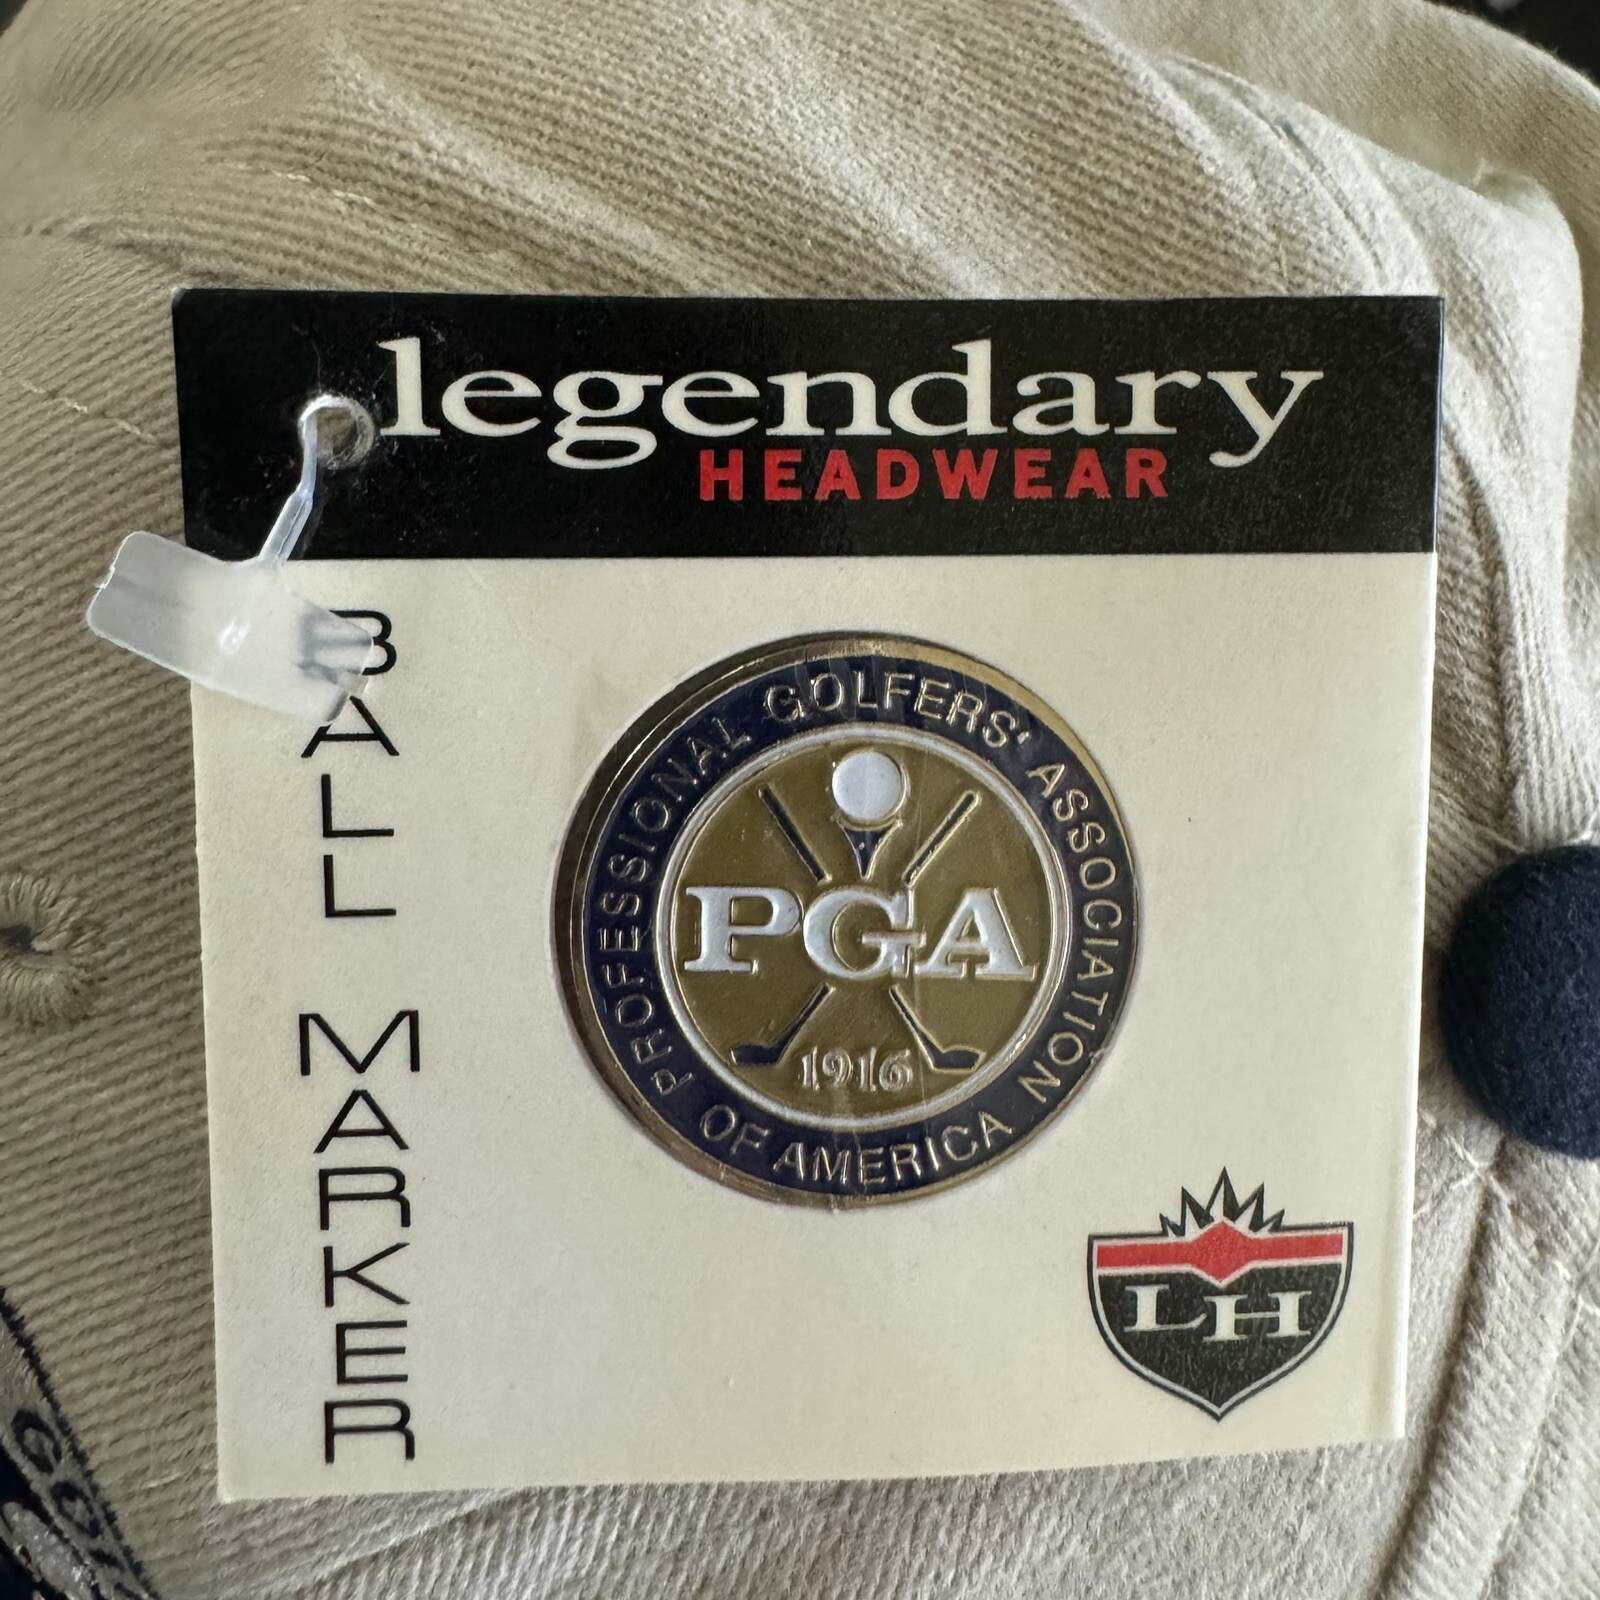 legendary
HEADWEAR
BALL MARKER
PROFESSIONAL GOLFERS' ASSOCIATION
OF AMERICA
PGA
1916
LH